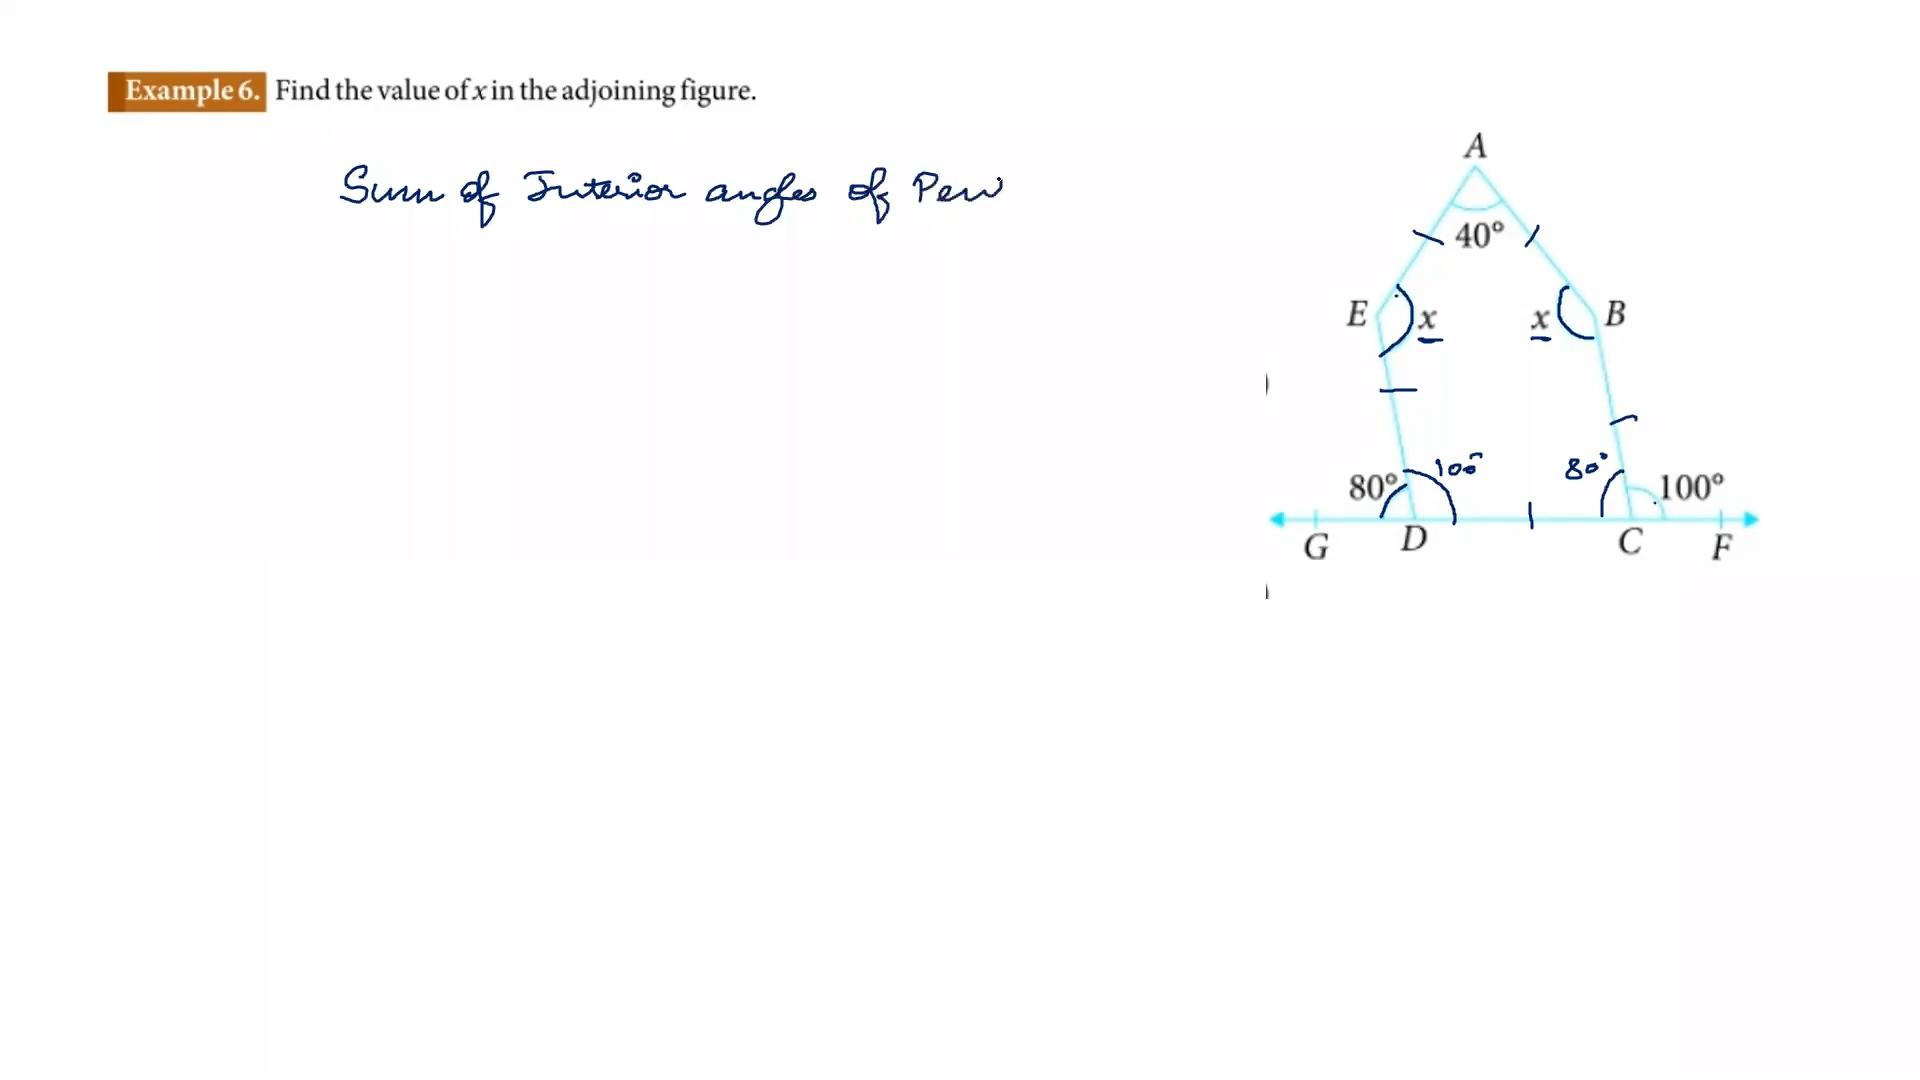 Example 6. Find the value of x in the adjoining figure.
Sum of Interior angles of Pen
A
40°
E x x B
80° 100° 80° 100°
G D C F